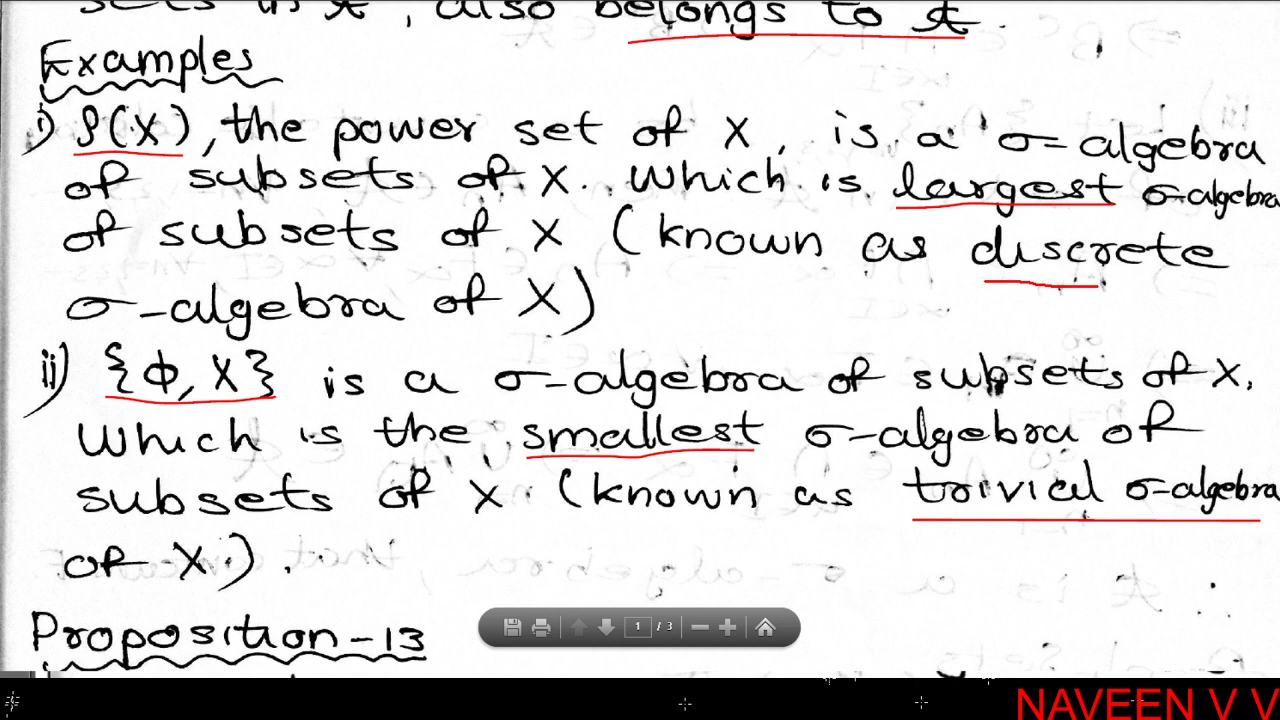 sets in A, also belongs to A.
Examples
i) P(X), the power set of X, is a σ-algebra
of subsets of X. Which is largest σ-algebra
of subsets of X (known as discrete
σ-algebra of X)
ii) {Φ, X} is a σ-algebra of subsets of X.
Which is the smallest σ-algebra of
subsets of X. (known as trivial σ-algebra
of X.).
Proposition-13
1 / 3
NAVEEN V V